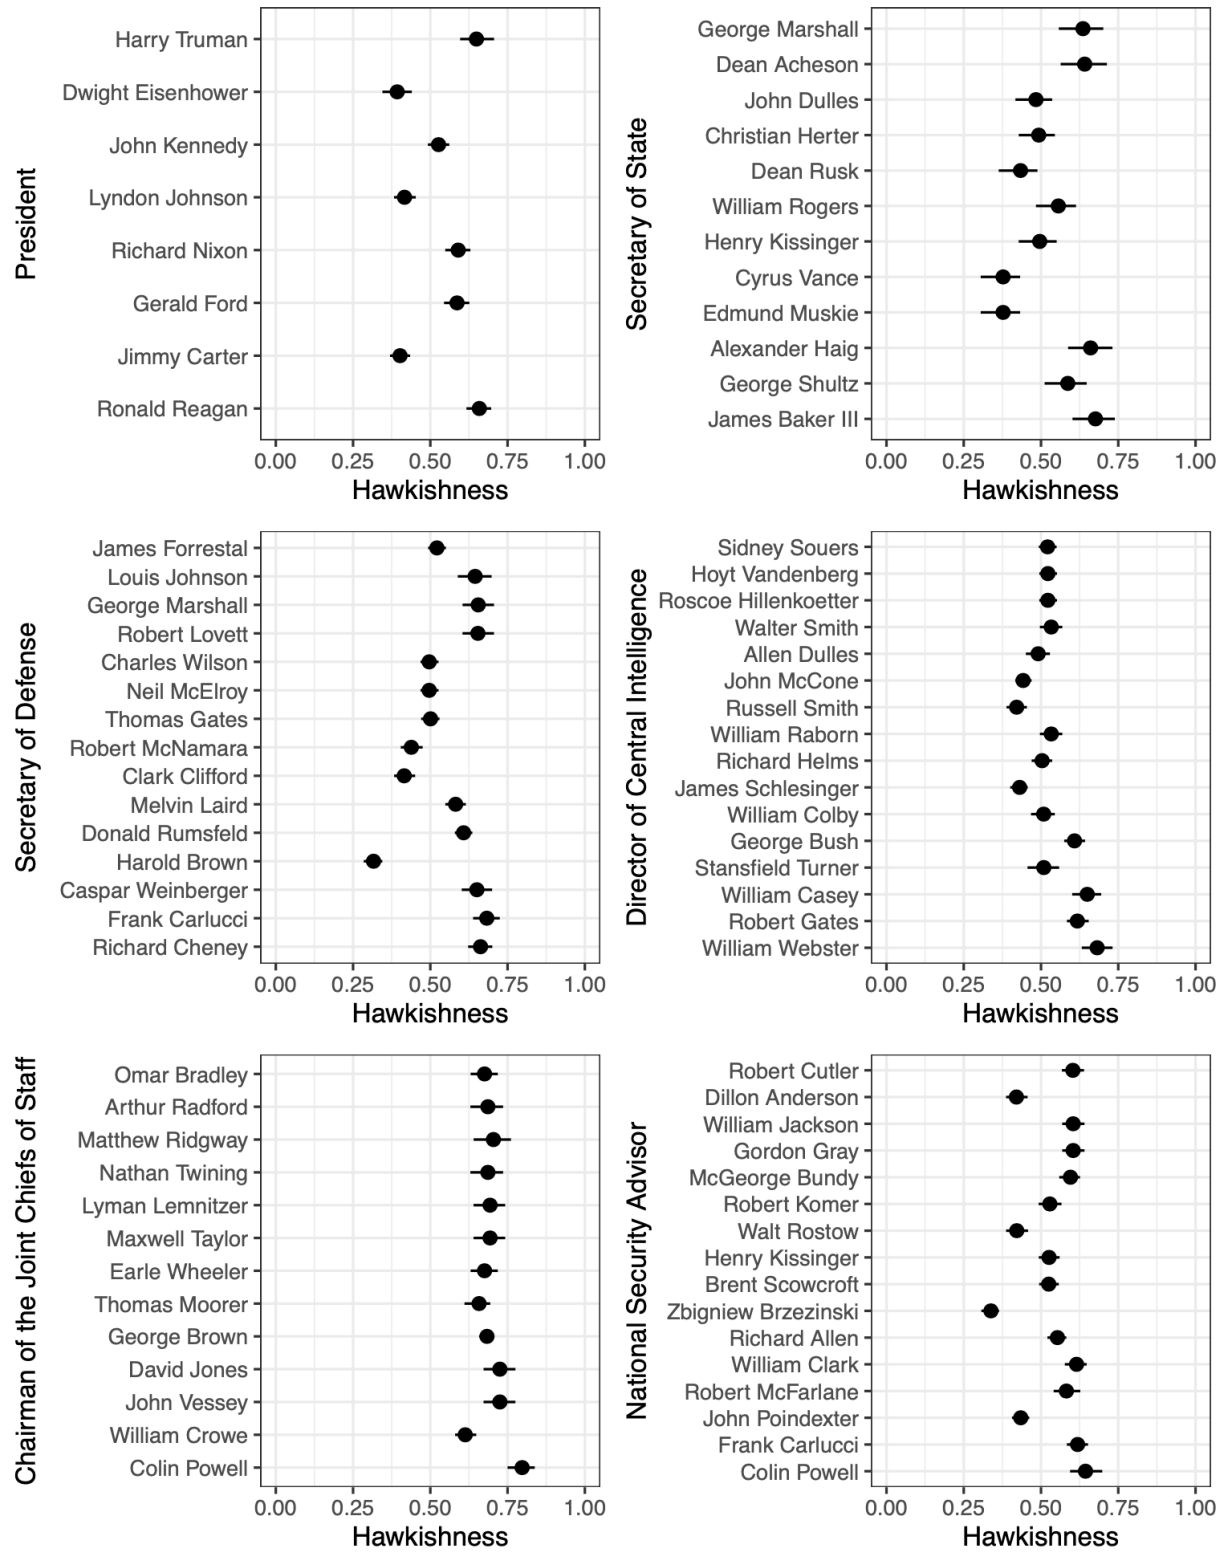 President
Harry Truman
Dwight Eisenhower
John Kennedy
Lyndon Johnson
Richard Nixon
Gerald Ford
Jimmy Carter
Ronald Reagan
0.00 0.25 0.50 0.75 1.00
Hawkishness
Secretary of State
George Marshall
Dean Acheson
John Dulles
Christian Herter
Dean Rusk
William Rogers
Henry Kissinger
Cyrus Vance
Edmund Muskie
Alexander Haig
George Shultz
James Baker III
0.00 0.25 0.50 0.75 1.00
Hawkishness
Secretary of Defense
James Forrestal
Louis Johnson
George Marshall
Robert Lovett
Charles Wilson
Neil McElroy
Thomas Gates
Robert McNamara
Clark Clifford
Melvin Laird
Donald Rumsfeld
Harold Brown
Caspar Weinberger
Frank Carlucci
Richard Cheney
0.00 0.25 0.50 0.75 1.00
Hawkishness
Director of Central Intelligence
Sidney Souers
Hoyt Vandenberg
Roscoe Hillenkoetter
Walter Smith
Allen Dulles
John McCone
Russell Smith
William Raborn
Richard Helms
James Schlesinger
William Colby
George Bush
Stansfield Turner
William Casey
Robert Gates
William Webster
0.00 0.25 0.50 0.75 1.00
Hawkishness
Chairman of the Joint Chiefs of Staff
Omar Bradley
Arthur Radford
Matthew Ridgway
Nathan Twining
Lyman Lemnitzer
Maxwell Taylor
Earle Wheeler
Thomas Moorer
George Brown
David Jones
John Vessey
William Crowe
Colin Powell
0.00 0.25 0.50 0.75 1.00
Hawkishness
National Security Advisor
Robert Cutler
Dillon Anderson
William Jackson
Gordon Gray
McGeorge Bundy
Robert Komer
Walt Rostow
Henry Kissinger
Brent Scowcroft
Zbigniew Brzezinski
Richard Allen
William Clark
Robert McFarlane
John Poindexter
Frank Carlucci
Colin Powell
0.00 0.25 0.50 0.75 1.00
Hawkishness